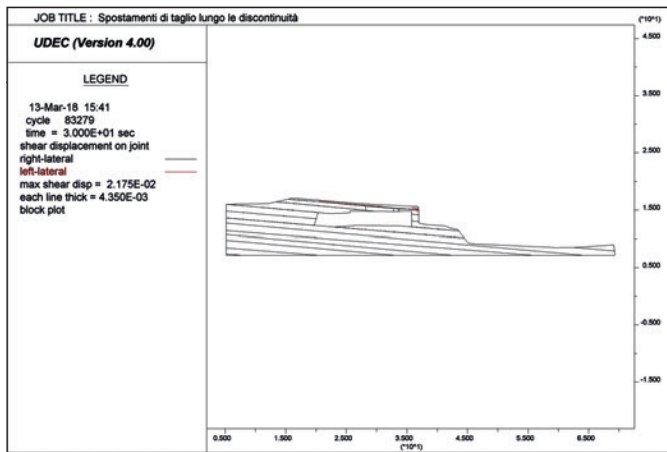 JOB TITLE : Spostamenti di taglio lungo le discontinuità
(*10^1)
UDEC (Version 4.00)
LEGEND
13-Mar-18 15:41
cycle 83279
time = 3.000E+01 sec
shear displacement on joint
right-lateral
left-lateral
max shear disp = 2.175E-02
each line thick = 4.350E-03
block plot
4.500
3.500
2.500
1.500
0.500
-0.500
-1.500
0.500 1.500 2.500 3.500 4.500 5.500 6.500
(*10^1)